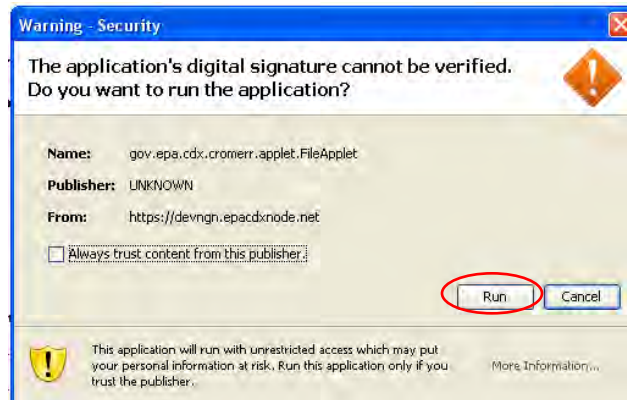 Warning - Security
The application's digital signature cannot be verified.
Do you want to run the application?
Name: gov.epa.cdx.cromerr.applet.FileApplet
Publisher: UNKNOWN
From: https://devngn.epacdxnode.net
Always trust content from this publisher.
Run Cancel
This application will run with unrestricted access which may put
your personal information at risk. Run this application only if you
trust the publisher.
More Information...